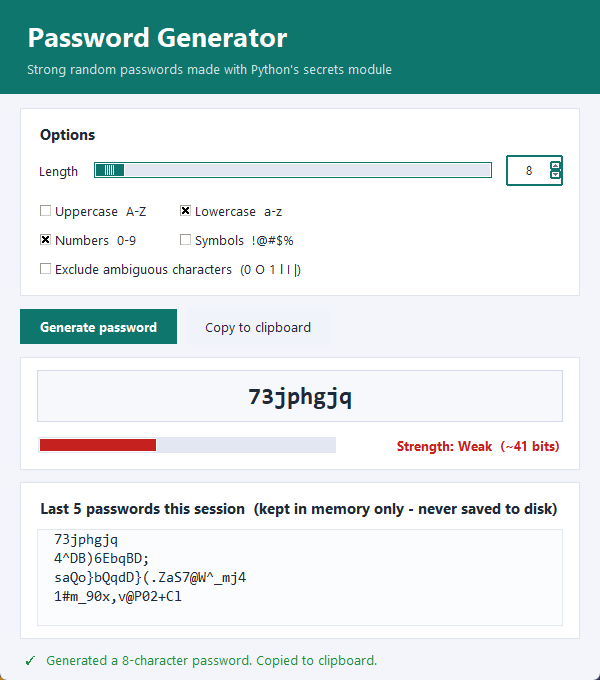 Password Generator
Strong random passwords made with Python's secrets module
Options
Length 8
Uppercase A-Z Lowercase a-z
Numbers 0-9 Symbols !@#$%
Exclude ambiguous characters (0 O 1 l I |)
Generate password Copy to clipboard
73jphgjq
Strength: Weak (~41 bits)
Last 5 passwords this session (kept in memory only - never saved to disk)
73jphgjq
4^DB)6EbqBD;
saQo}bQqdD}(.ZaS7@W^_mj4
1#m_90x,v@P02+Cl
✓ Generated a 8-character password. Copied to clipboard.